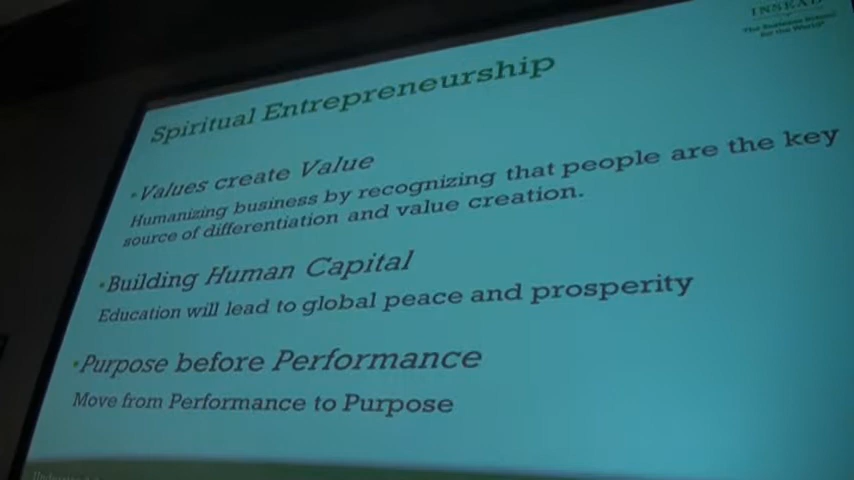 INSEAD
The Business School
for the World®
Spiritual Entrepreneurship
•Values create Value
Humanizing business by recognizing that people are the key
source of differentiation and value creation.
•Building Human Capital
Education will lead to global peace and prosperity
•Purpose before Performance
Move from Performance to Purpose